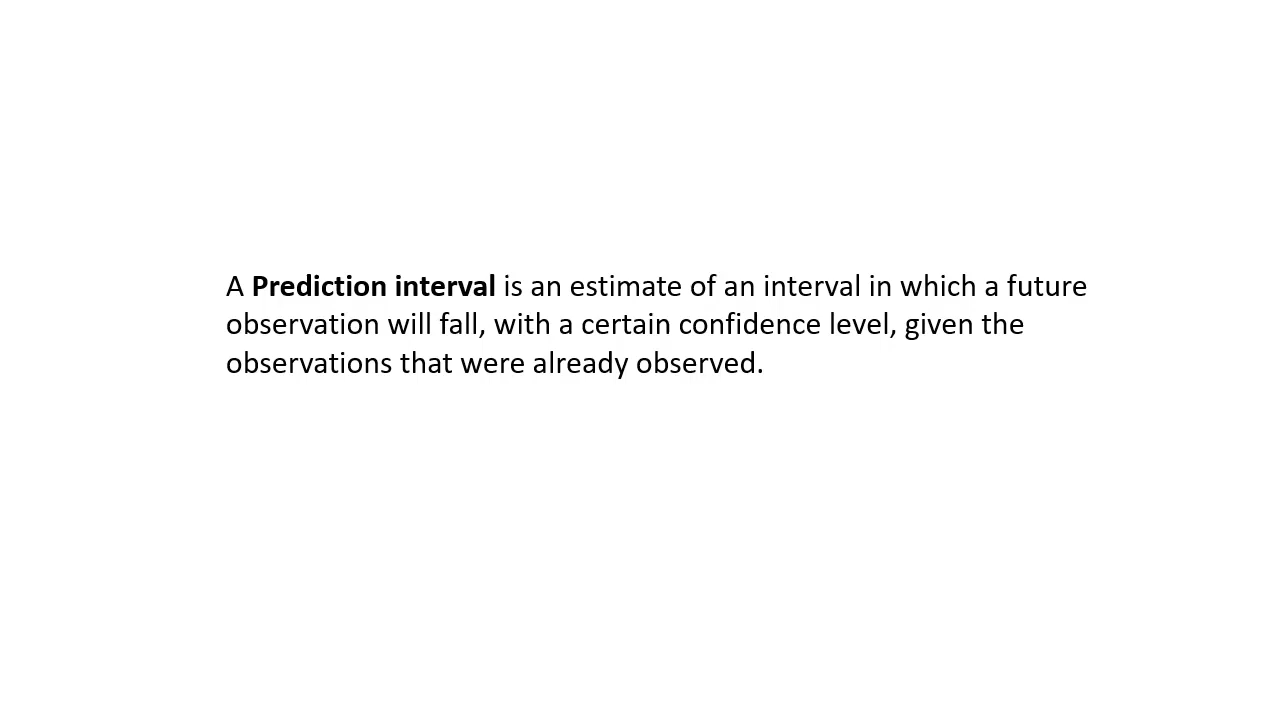 A Prediction interval is an estimate of an interval in which a future
observation will fall, with a certain confidence level, given the
observations that were already observed.